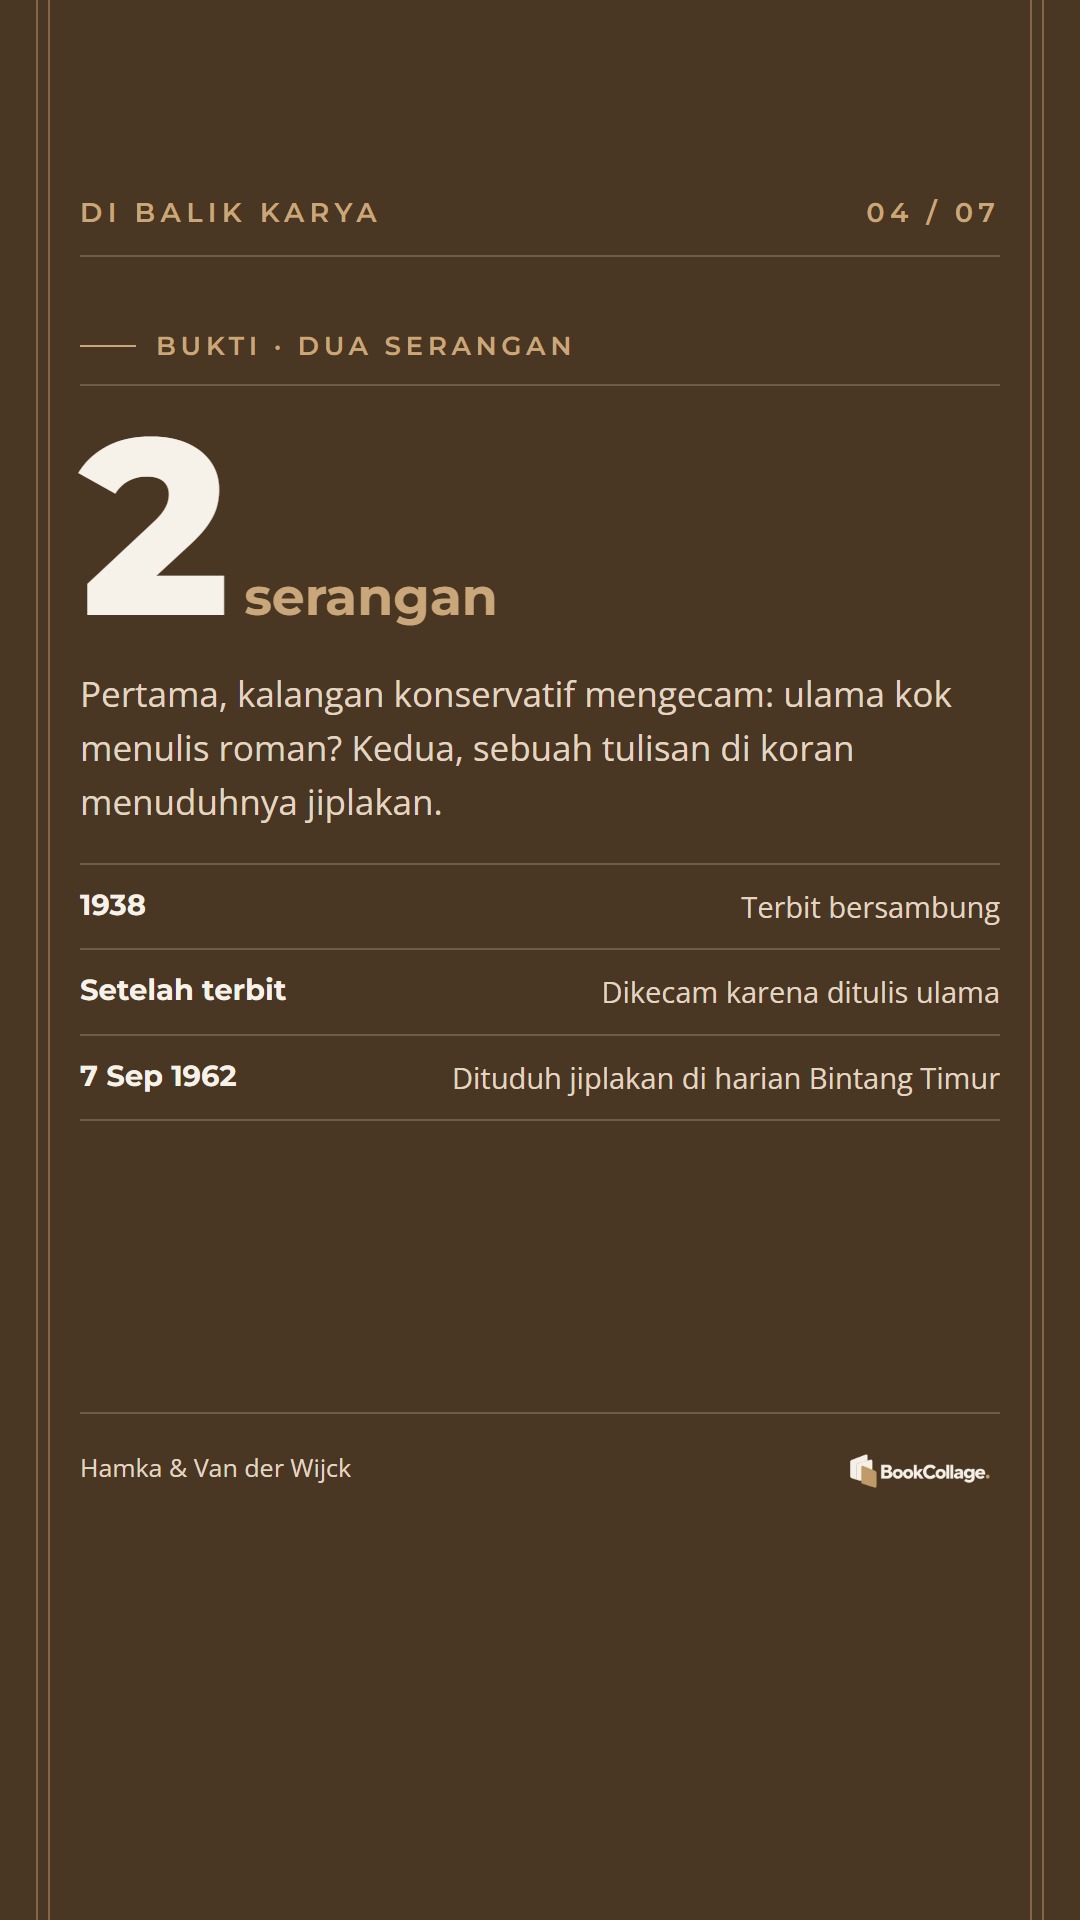 DI BALIK KARYA
04 / 07
BUKTI · DUA SERANGAN
2 serangan
Pertama, kalangan konservatif mengecam: ulama kok
menulis roman? Kedua, sebuah tulisan di koran
menuduhnya jiplakan.
1938
Terbit bersambung
Setelah terbit
Dikecam karena ditulis ulama
7 Sep 1962
Dituduh jiplakan di harian Bintang Timur
Hamka & Van der Wijck
BookCollage.